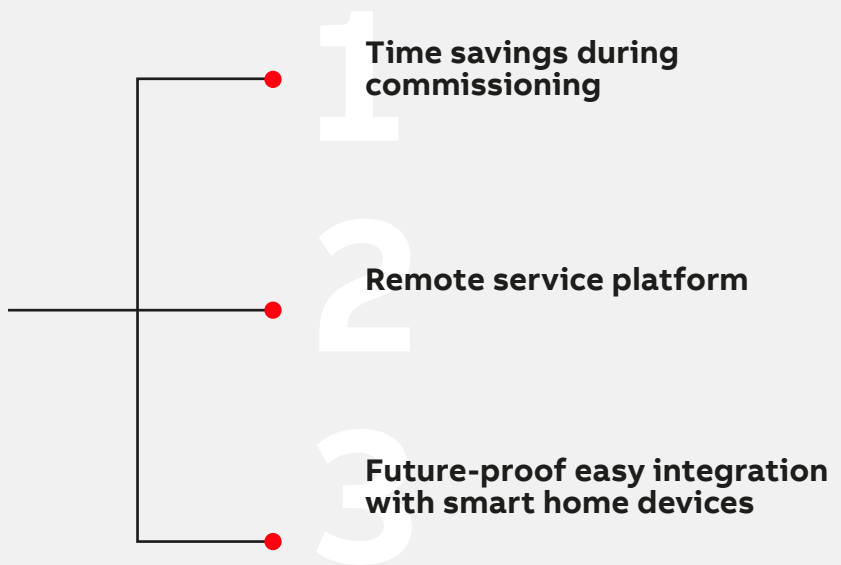 1
Time savings during
commissioning
2
Remote service platform
3
Future-proof easy integration
with smart home devices